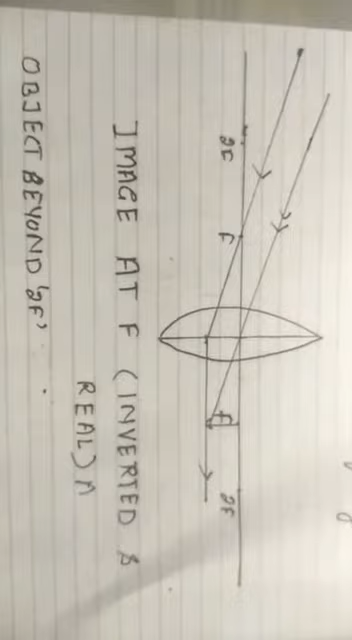 2F F F 2F
IMAGE AT F (INVERTED &
REAL)
OBJECT BEYOND '2F'.